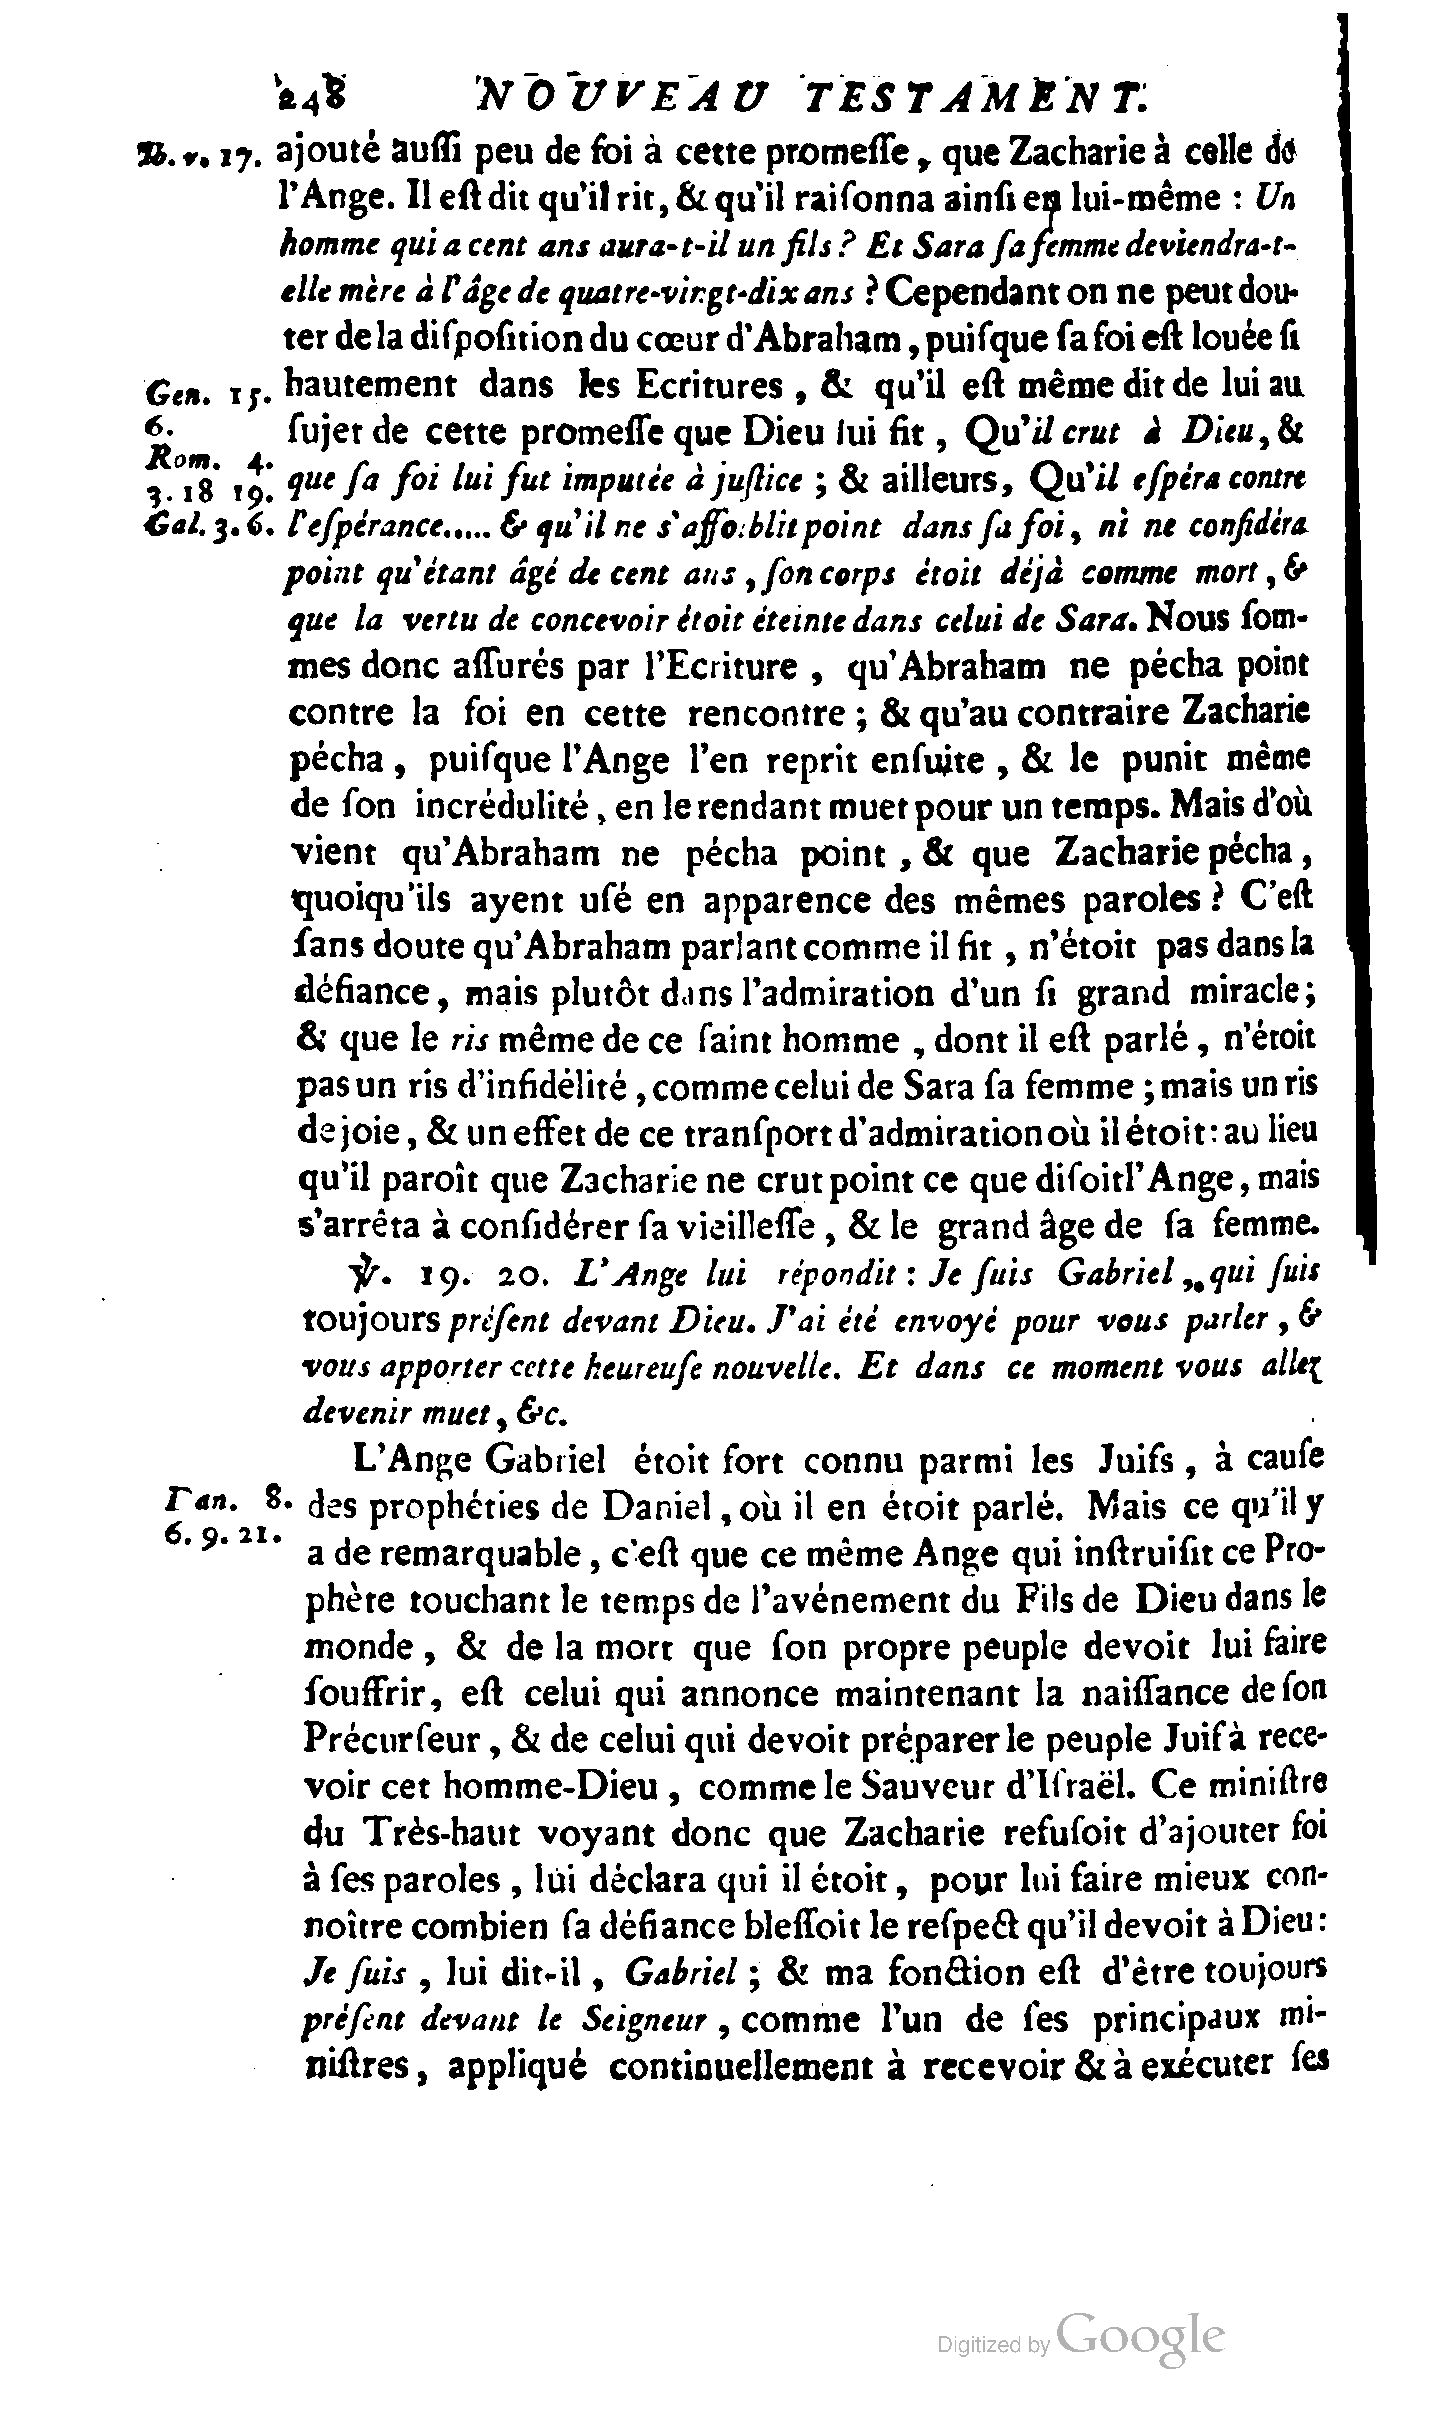 248 NOUVEAU TESTAMENT.
Ib. v. 17. ajouté auſſi peu de foi à cette promeſſe, que Zacharie à celle de
l'Ange. Il eſt dit qu'il rit, & qu'il raiſonna ainſi en lui-même : Un
homme qui a cent ans aura-t-il un fils ? Et Sara ſa femme deviendra-t-
elle mère à l'âge de quatre-vingt-dix ans ? Cependant on ne peut dou-
ter de la diſpoſition du cœur d'Abraham, puiſque ſa foi eſt louée ſi
Gen. 15. hautement dans les Ecritures, & qu'il eſt même dit de lui au
6. ſujet de cette promeſſe que Dieu lui fit, Qu'il crut à Dieu, &
Rom. 4.
3. 18 19. que ſa foi lui fut imputée à juſtice ; & ailleurs, Qu'il eſpéra contre
Gal. 3. 6. l'eſpérance..... & qu'il ne s'affoiblit point dans ſa foi, ni ne conſidéra
point qu'étant âgé de cent ans, ſon corps étoit déjà comme mort, &
que la vertu de concevoir étoit éteinte dans celui de Sara. Nous ſom-
mes donc aſſurés par l'Ecriture, qu'Abraham ne pécha point
contre la foi en cette rencontre ; & qu'au contraire Zacharie
pécha, puiſque l'Ange l'en reprit enſuite, & le punit même
de ſon incrédulité, en le rendant muet pour un temps. Mais d'où
vient qu'Abraham ne pécha point, & que Zacharie pécha,
quoiqu'ils ayent uſé en apparence des mêmes paroles ? C'eſt
ſans doute qu'Abraham parlant comme il fit, n'étoit pas dans la
défiance, mais plutôt dans l'admiration d'un ſi grand miracle ;
& que le ris même de ce ſaint homme, dont il eſt parlé, n'étoit
pas un ris d'infidélité, comme celui de Sara ſa femme ; mais un ris
de joie, & un effet de ce tranſport d'admiration où il étoit : au lieu
qu'il paroît que Zacharie ne crut point ce que diſoit l'Ange, mais
s'arrêta à conſidérer ſa vieilleſſe, & le grand âge de ſa femme.
℣. 19. 20. L'Ange lui répondit : Je ſuis Gabriel, qui ſuis
toujours préſent devant Dieu. J'ai été envoyé pour vous parler, &
vous apporter cette heureuſe nouvelle. Et dans ce moment vous allez
devenir muet, &c.
L'Ange Gabriel étoit fort connu parmi les Juifs, à cauſe
Dan. 8. des prophéties de Daniel, où il en étoit parlé. Mais ce qu'il y
6. 9. 21. a de remarquable, c'eſt que ce même Ange qui inſtruiſit ce Pro-
phète touchant le temps de l'avénement du Fils de Dieu dans le
monde, & de la mort que ſon propre peuple devoit lui faire
ſouffrir, eſt celui qui annonce maintenant la naiſſance de ſon
Précurſeur, & de celui qui devoit préparer le peuple Juif à rece-
voir cet homme-Dieu, comme le Sauveur d'Iſraël. Ce miniſtre
du Très-haut voyant donc que Zacharie refuſoit d'ajouter foi
à ſes paroles, lui déclara qui il étoit, pour lui faire mieux con-
noître combien ſa défiance bleſſoit le reſpect qu'il devoit à Dieu :
Je ſuis, lui dit-il, Gabriel ; & ma fonction eſt d'être toujours
préſent devant le Seigneur, comme l'un de ſes principaux mi-
niſtres, appliqué continuellement à recevoir & à exécuter ſes
Digitized by Google